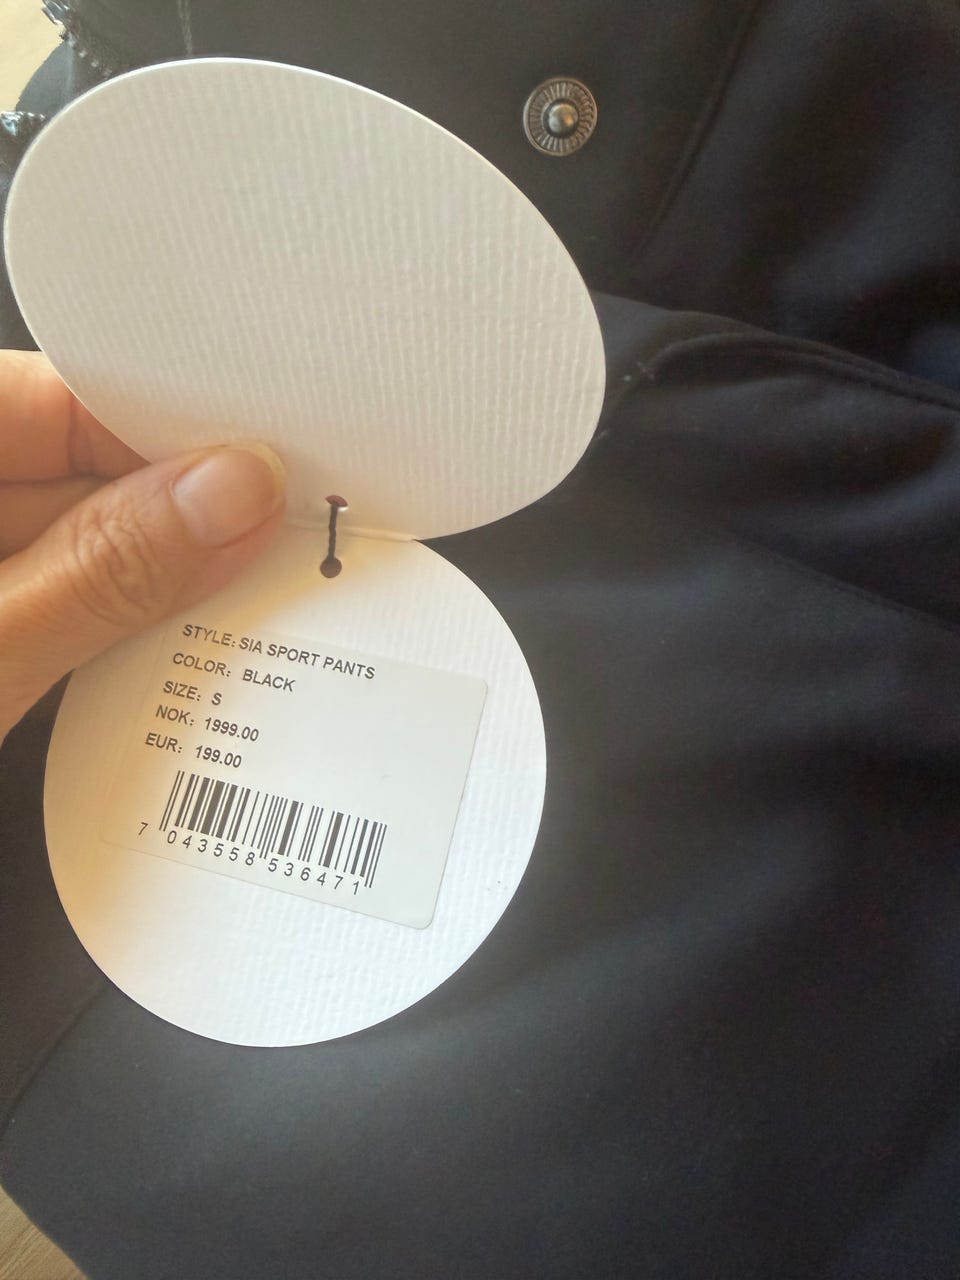 STYLE: SIA SPORT PANTS
COLOR: BLACK
SIZE: S
NOK: 1999.00
EUR: 199.00
7 043558 536471